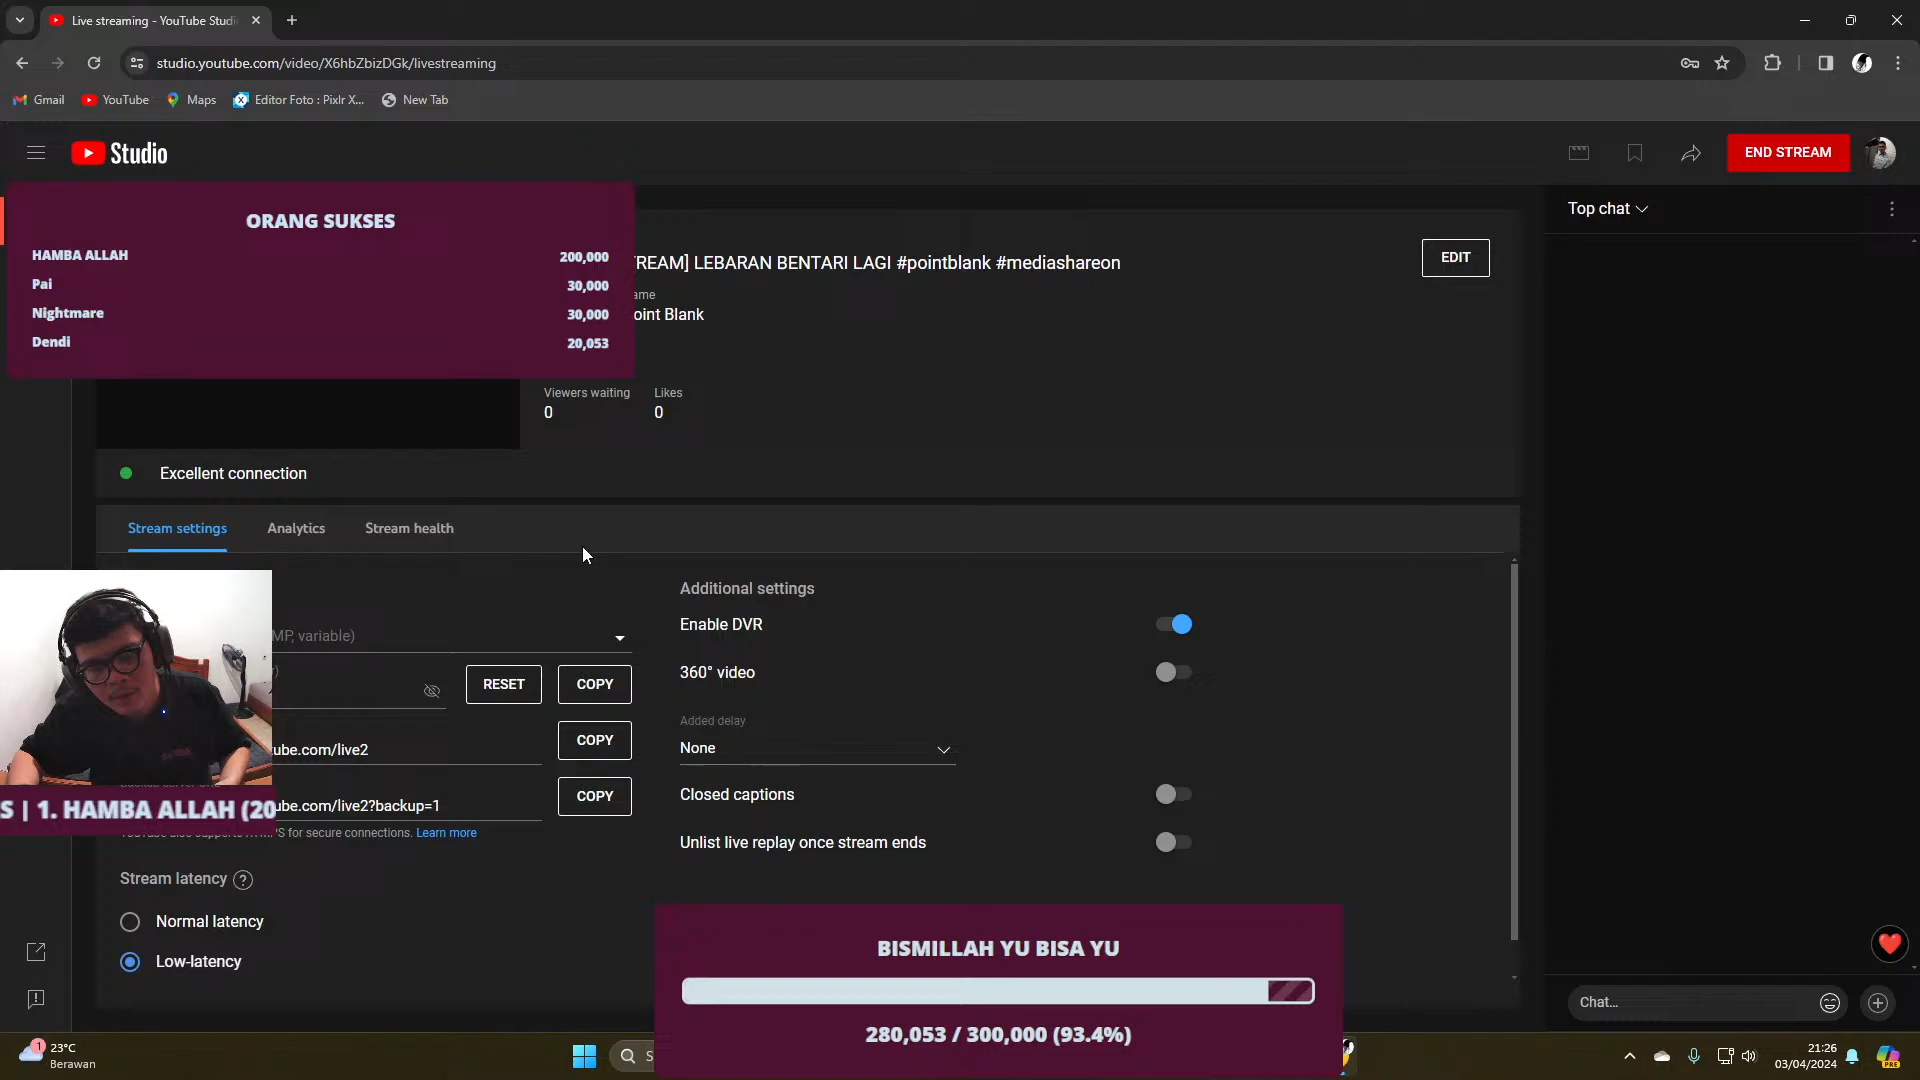 Live streaming - YouTube Studi
studio.youtube.com/video/X6hbZbizDGk/livestreaming
Gmail
YouTube
Maps
Editor Foto : Pixlr X...
New Tab
Studio
END STREAM
ORANG SUKSES
HAMBA ALLAH 200,000
Pai 30,000
Nightmare 30,000
Dendi 20,053
REAM] LEBARAN BENTARI LAGI #pointblank #mediashareon
EDIT
ame
oint Blank
Viewers waiting
0
Likes
0
Top chat
Excellent connection
Stream settings
Analytics
Stream health
MP, variable)
RESET
COPY
ube.com/live2
COPY
ube.com/live2?backup=1
COPY
S | 1. HAMBA ALLAH (20
PS for secure connections. Learn more
Stream latency ?
Normal latency
Low-latency
Additional settings
Enable DVR
360° video
Added delay
None
Closed captions
Unlist live replay once stream ends
BISMILLAH YU BISA YU
280,053 / 300,000 (93.4%)
Chat...
1
23°C
Berawan
S
21:26
03/04/2024
PRE